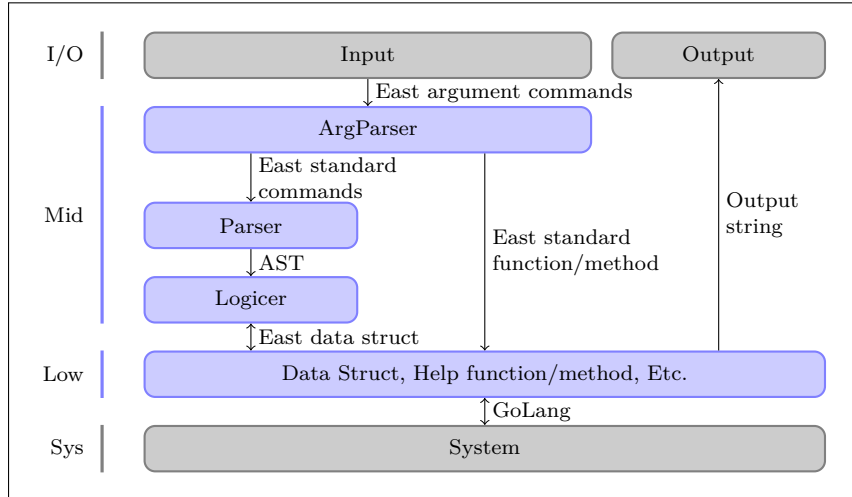 I/O
Input
Output
East argument commands
Mid
ArgParser
East standard
commands
Parser
AST
Logicer
East data struct
East standard
function/method
Output
string
Low
Data Struct, Help function/method, Etc.
GoLang
Sys
System